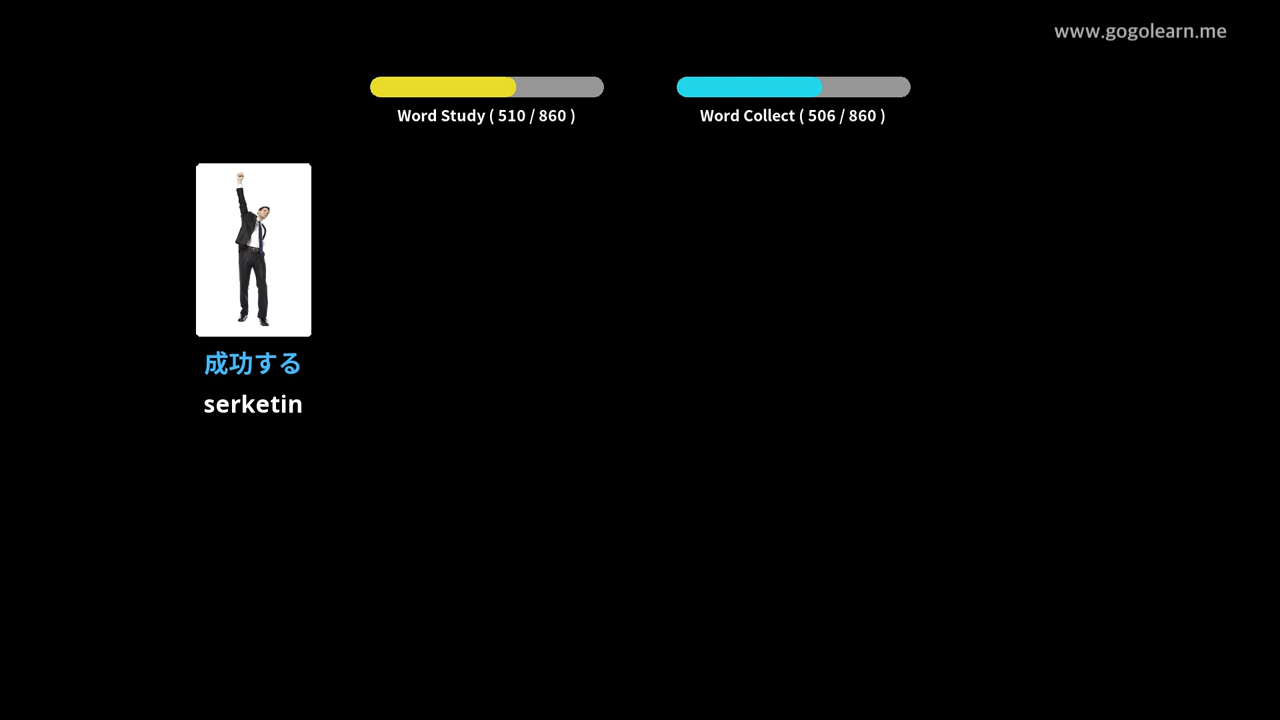 www.gogolearn.me
Word Study ( 510 / 860 )
Word Collect ( 506 / 860 )
成功する
serketin